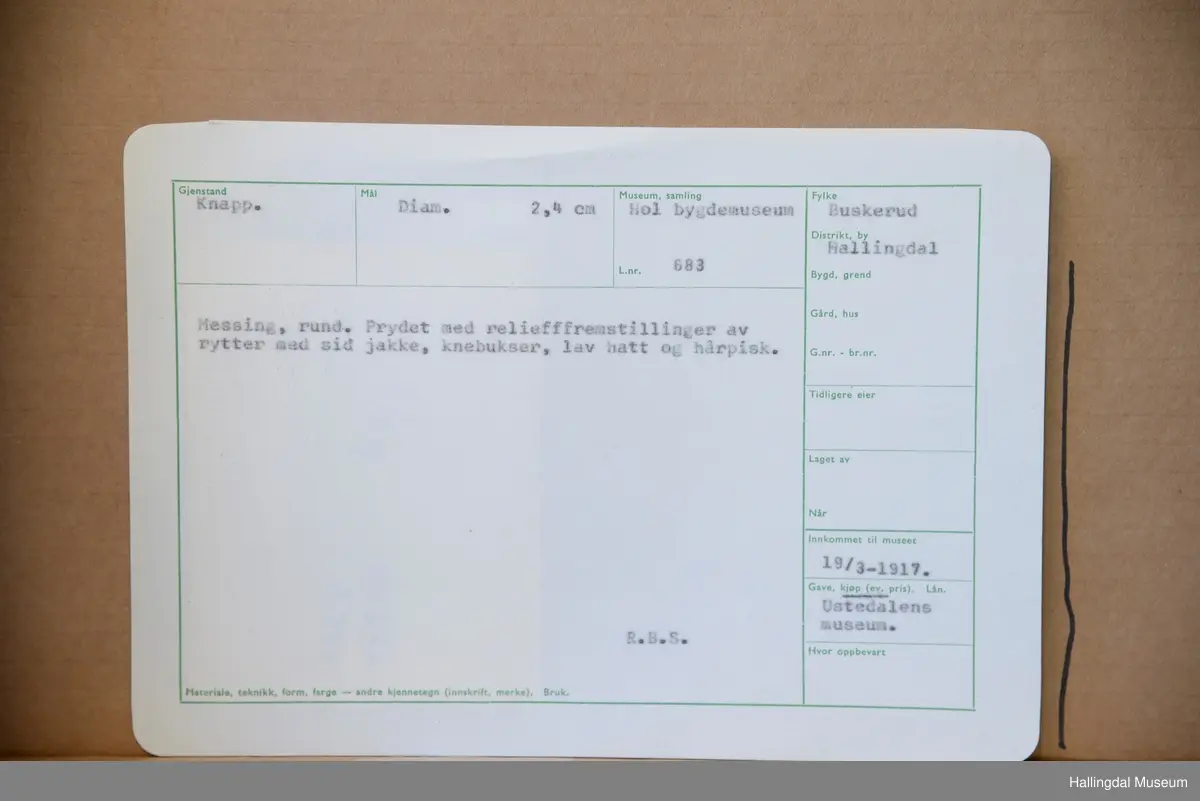 Gjenstand
Knapp.
Mål
Diam. 2,4 cm
Museum, samling
Hol bygdemuseum
L.nr. 683
Fylke
Buskerud
Distrikt, by
Hallingdal
Bygd, grend
Gård, hus
G.nr. - br.nr.
Tidligere eier
Laget av
Når
Innkommet til museet
19/3-1917.
Gave, kjøp (ev. pris). Lån.
Ustedalens
museum.
Hvor oppbevart
Messing, rund. Prydet med reliefffremstillinger av
rytter med sid jakke, knebukser, lav hatt og hårpisk.
R.B.S.
Materiale, teknikk, form, farge — andre kjennetegn (innskrift, merke). Bruk.
Hallingdal Museum